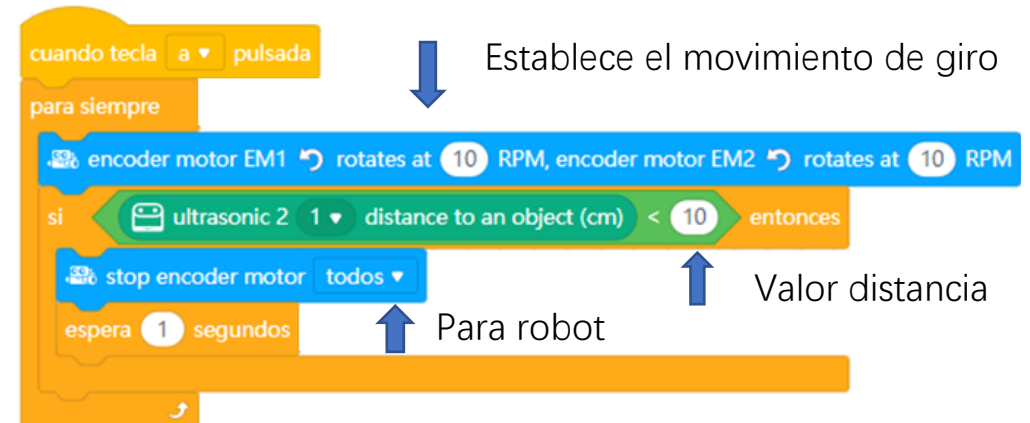 cuando tecla a pulsada
Establece el movimiento de giro
para siempre
encoder motor EM1 rotates at 10 RPM, encoder motor EM2 rotates at 10 RPM
si ultrasonic 2 1 distance to an object (cm) < 10 entonces
stop encoder motor todos
Valor distancia
espera 1 segundos
Para robot